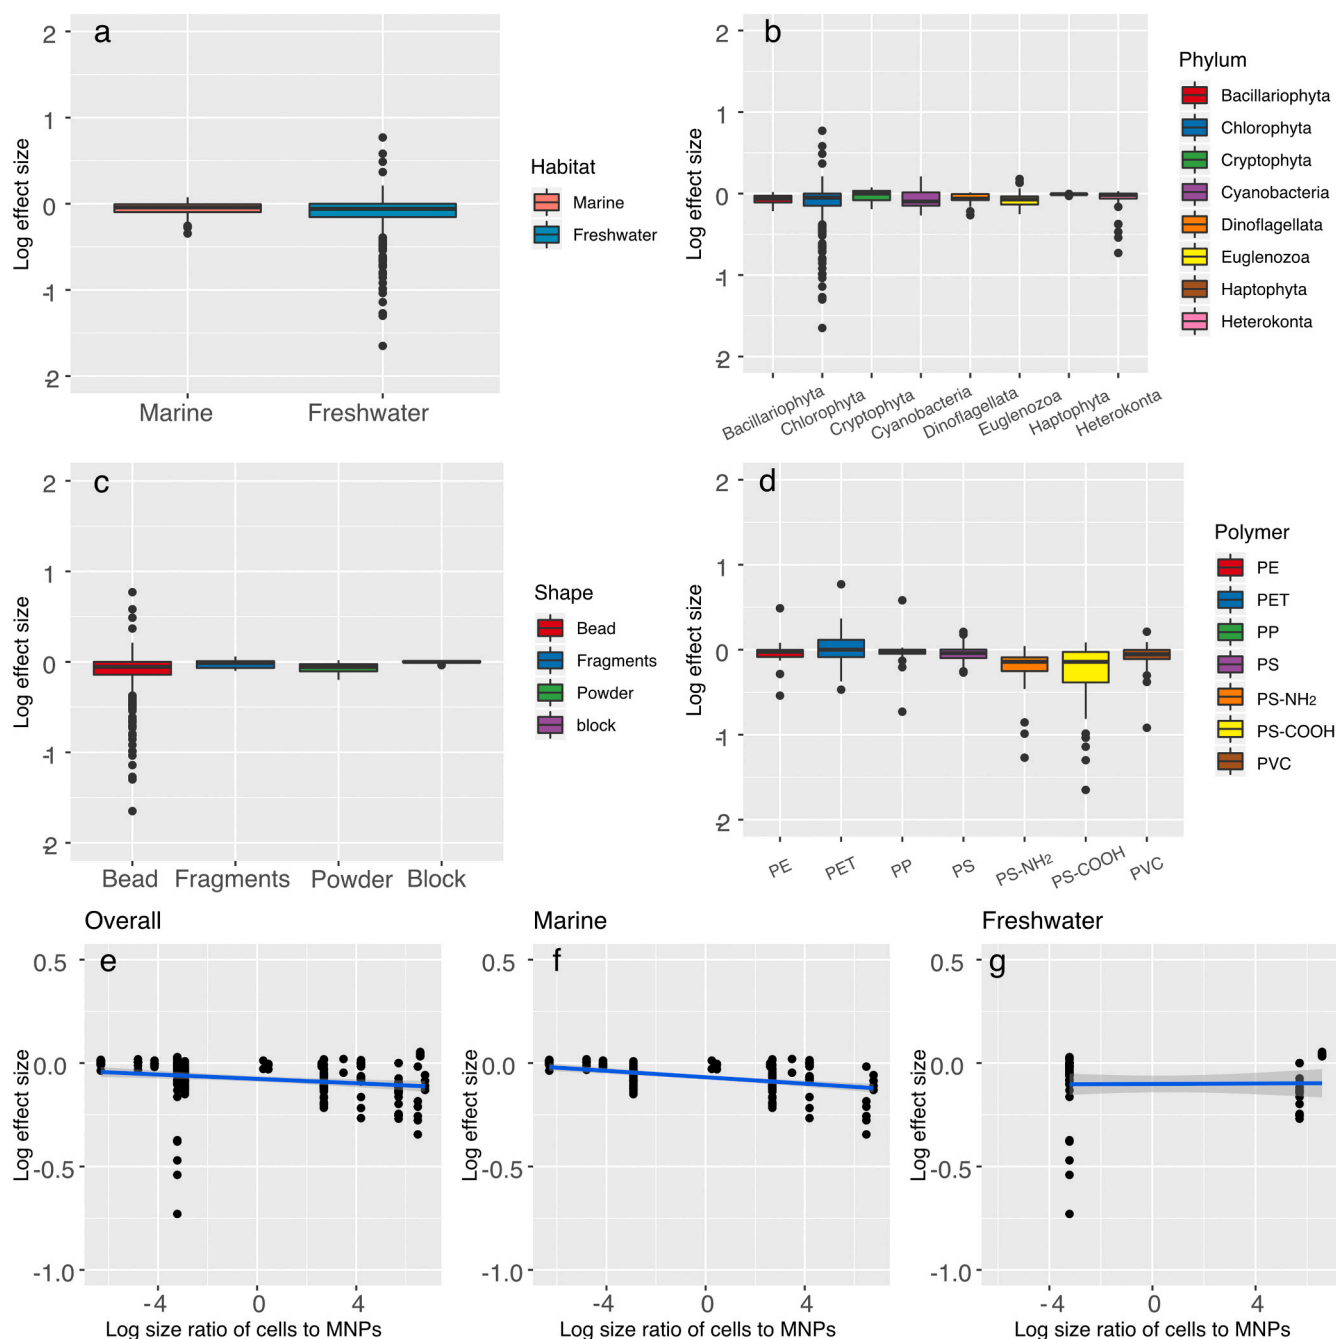 a
2
1
0
-1
-2
Log effect size
Marine
Freshwater
Habitat
Marine
Freshwater
b
2
1
0
-1
-2
Log effect size
Bacillariophyta
Chlorophyta
Cryptophyta
Cyanobacteria
Dinoflagellata
Euglenozoa
Haptophyta
Heterokonta
Phylum
Bacillariophyta
Chlorophyta
Cryptophyta
Cyanobacteria
Dinoflagellata
Euglenozoa
Haptophyta
Heterokonta
c
2
1
0
-1
-2
Log effect size
Bead
Fragments
Powder
Block
Shape
Bead
Fragments
Powder
block
d
2
1
0
-1
-2
Log effect size
PE
PET
PP
PS
PS-NH2
PS-COOH
PVC
Polymer
PE
PET
PP
PS
PS-NH2
PS-COOH
PVC
Overall
e
0.5
0.0
-0.5
-1.0
Log effect size
-4
0
4
Log size ratio of cells to MNPs
Marine
f
0.5
0.0
-0.5
-1.0
Log effect size
-4
0
4
Log size ratio of cells to MNPs
Freshwater
g
0.5
0.0
-0.5
-1.0
Log effect size
-4
0
4
Log size ratio of cells to MNPs